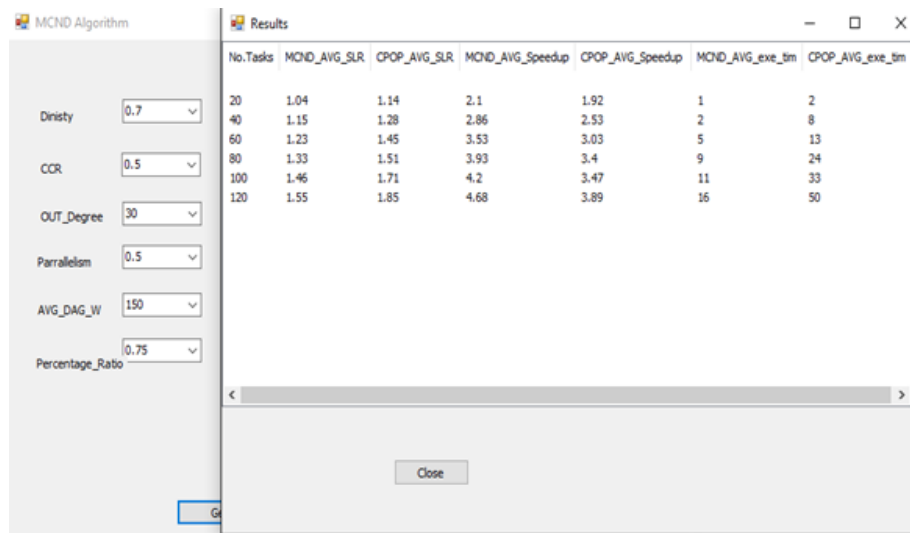 MCND Algorithm
Dinisty 0.7
CCR 0.5
OUT_Degree 30
Parrallelism 0.5
AVG_DAG_W 150
Percentage_Ratio 0.75
Results
No.Tasks MCND_AVG_SLR CPOP_AVG_SLR MCND_AVG_Speedup CPOP_AVG_Speedup MCND_AVG_exe_tim CPOP_AVG_exe_tim
20 1.04 1.14 2.1 1.92 1 2
40 1.15 1.28 2.86 2.53 2 8
60 1.23 1.45 3.53 3.03 5 13
80 1.33 1.51 3.93 3.4 9 24
100 1.46 1.71 4.2 3.47 11 33
120 1.55 1.85 4.68 3.89 16 50
Close